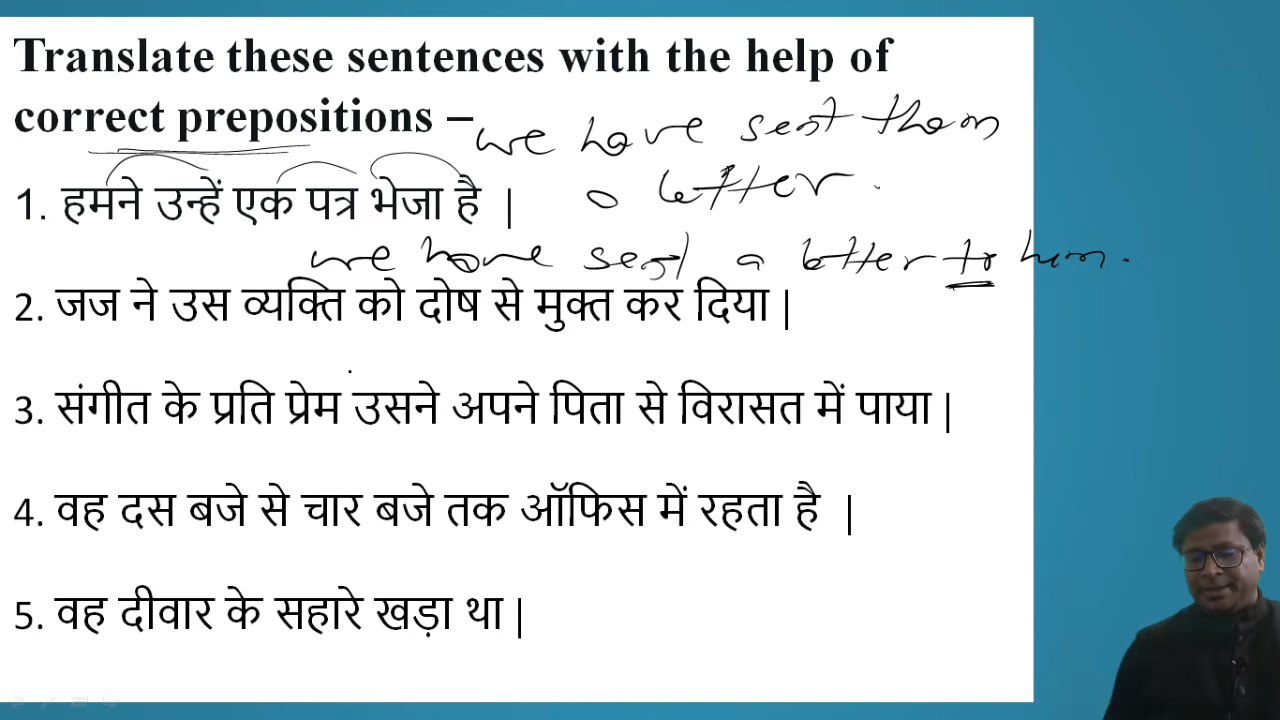 Translate these sentences with the help of
correct prepositions –
we have sent them
a letter.
1. हमने उन्हें एक पत्र भेजा है |
we have sent a letter to him.
2. जज ने उस व्यक्ति को दोष से मुक्त कर दिया |
3. संगीत के प्रति प्रेम उसने अपने पिता से विरासत में पाया |
4. वह दस बजे से चार बजे तक ऑफिस में रहता है |
5. वह दीवार के सहारे खड़ा था |